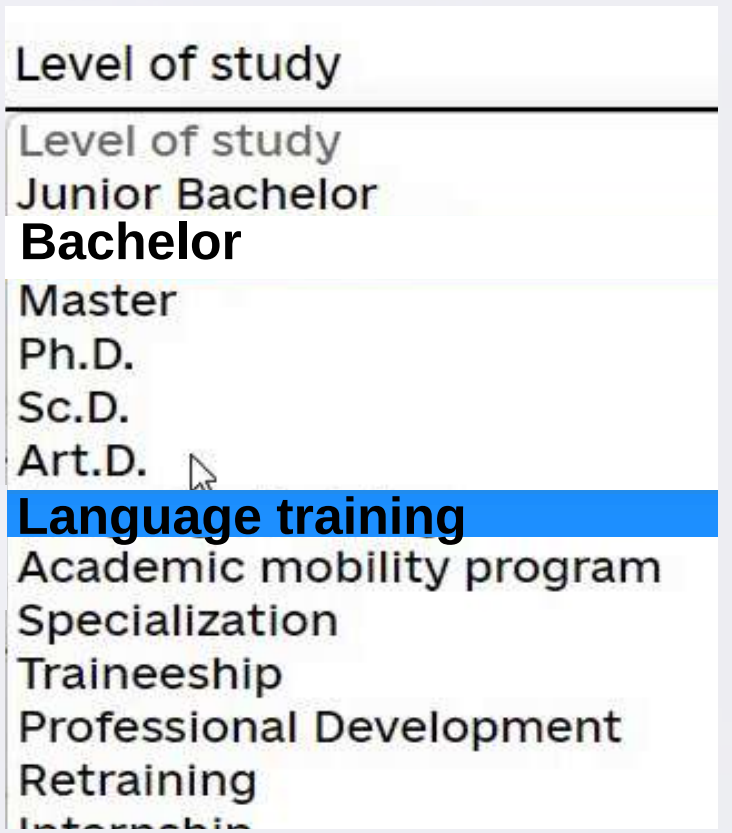 Level of study
Level of study
Junior Bachelor
Bachelor
Master
Ph.D.
Sc.D.
Art.D.
Language training
Academic mobility program
Specialization
Traineeship
Professional Development
Retraining
Internship